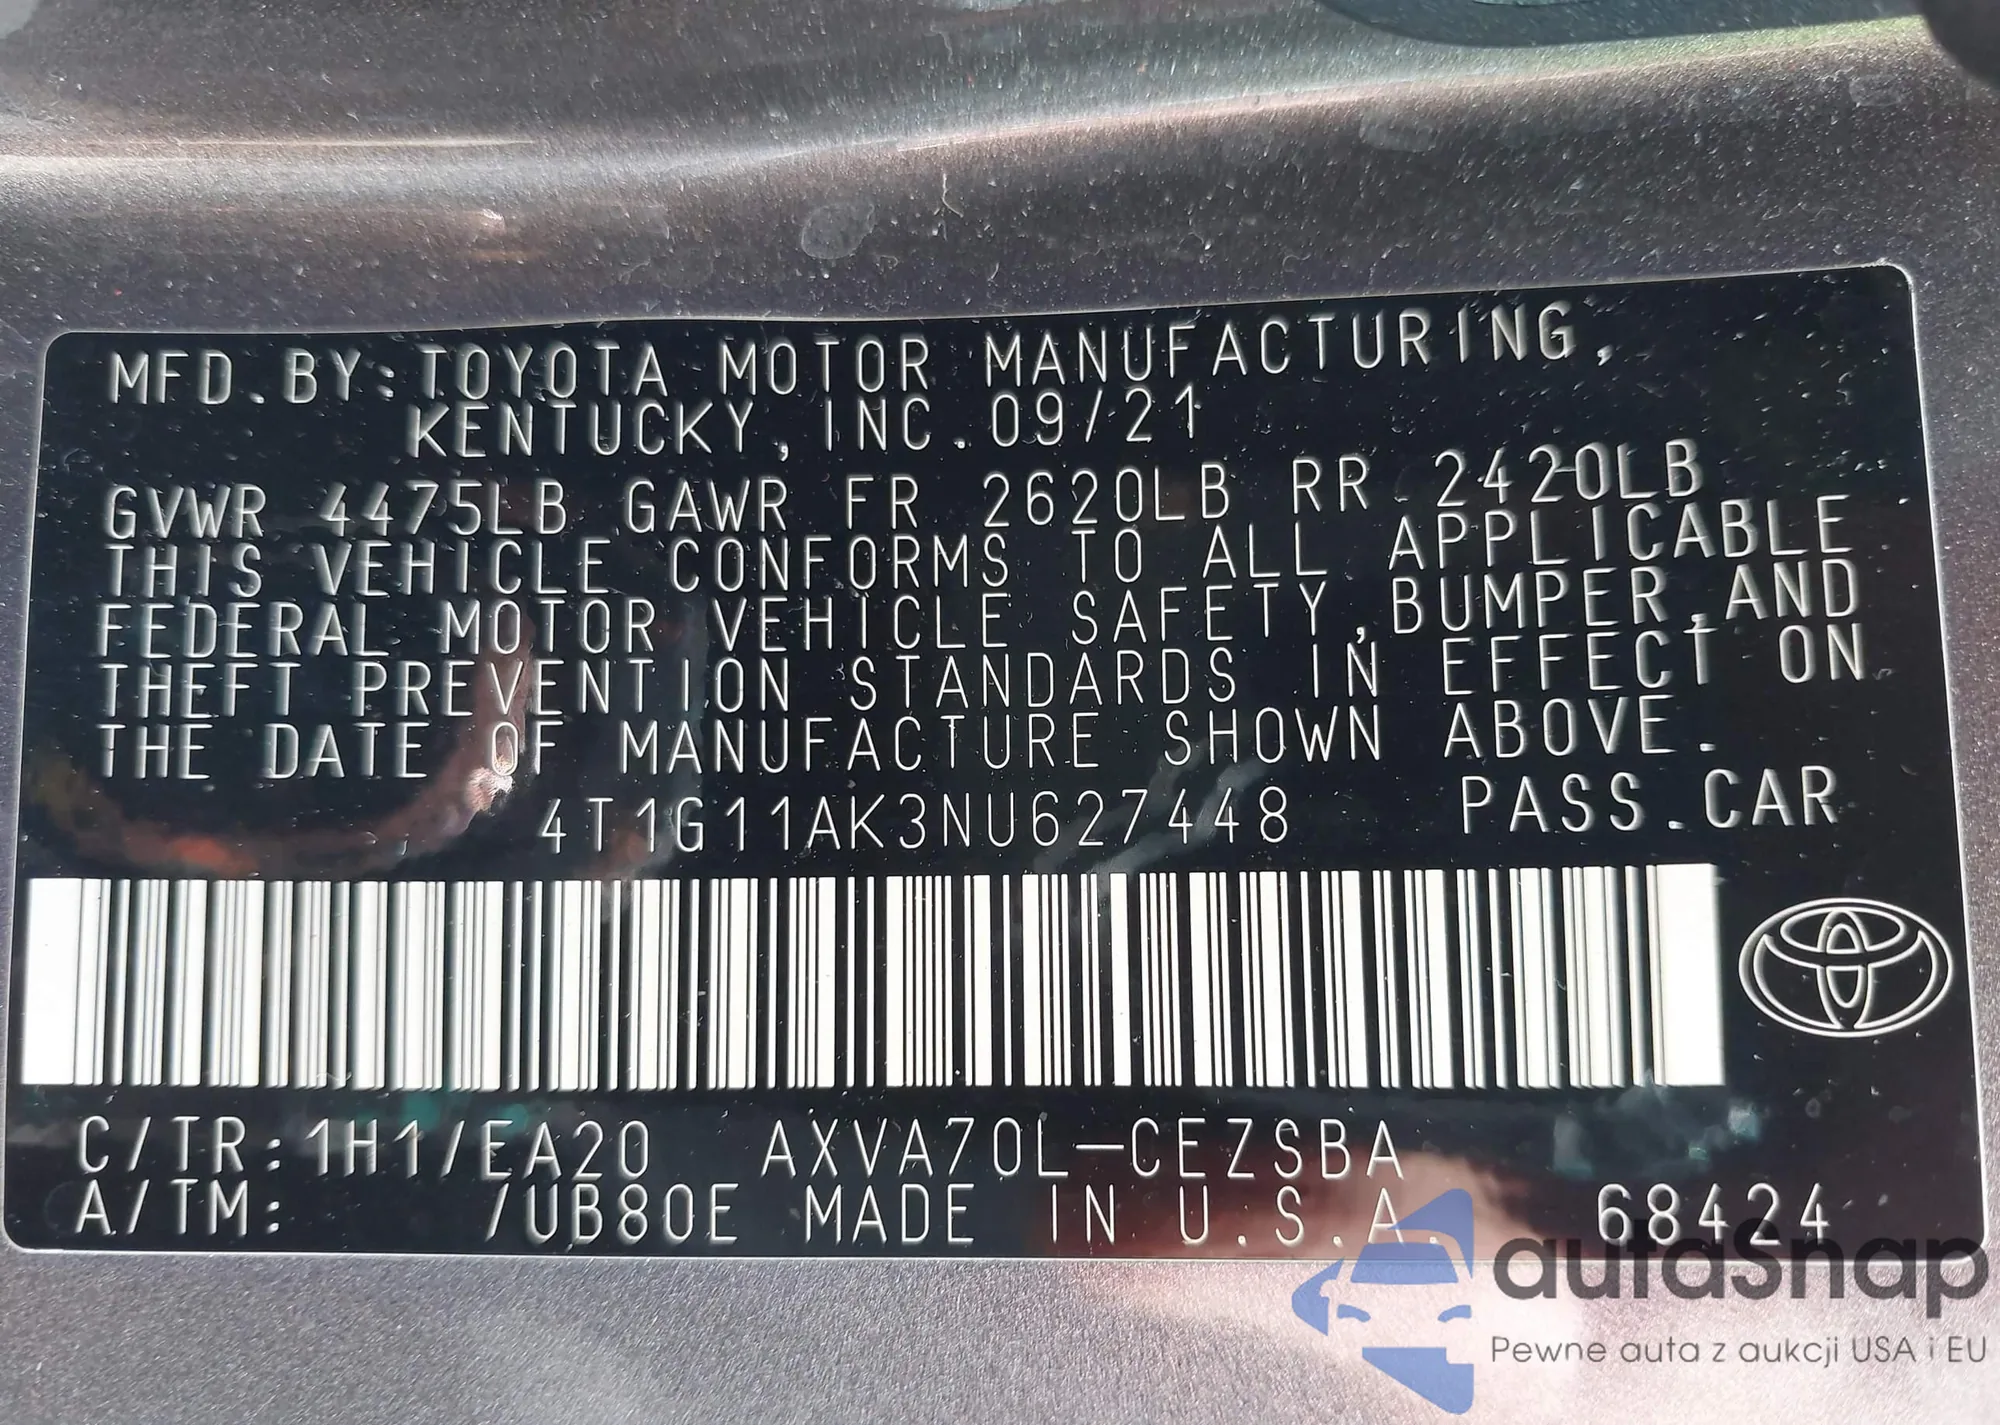 MFD. BY: TOYOTA MOTOR MANUFACTURING,
KENTUCKY, INC. 09/21
GVWR 4475LB GAWR FR 2620LB RR 2420LB
THIS VEHICLE CONFORMS TO ALL APPLICABLE
FEDERAL MOTOR VEHICLE SAFETY, BUMPER, AND
THEFT PREVENTION STANDARDS IN EFFECT ON
THE DATE OF MANUFACTURE SHOWN ABOVE.
4T1G11AK3NU627448 PASS. CAR
C/TR: 1H1/EA20 AXVA70L-CEZSBA
A/TM: /UB80E MADE IN U.S.A. 68424
autaSnap
Pewne auta z aukcji USA i EU